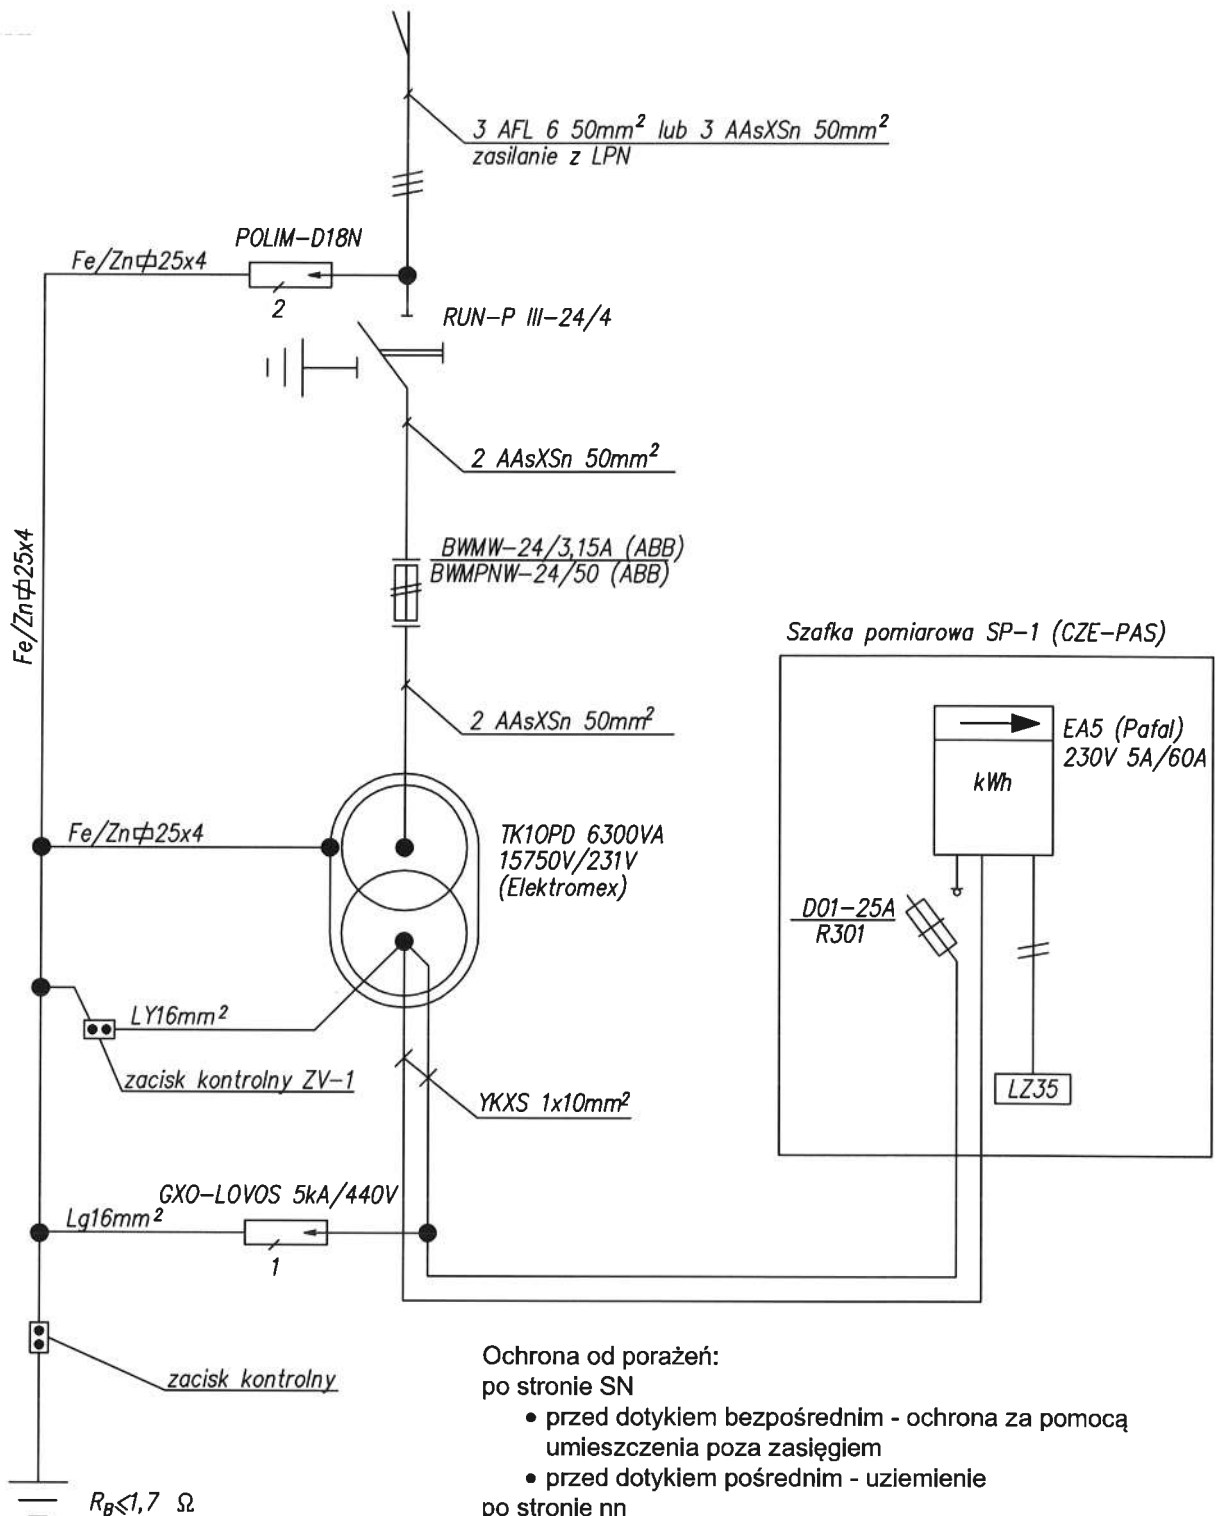 3 AFL 6 50mm² lub 3 AAsXSn 50mm²
zasilanie z LPN
POLIM-D18N
Fe/Zn⌀25x4
2
RUN-P III-24/4
2 AAsXSn 50mm²
Fe/Zn⌀25x4
BWMW-24/3,15A (ABB)
BWMPNW-24/50 (ABB)
Szafka pomiarowa SP-1 (CZE-PAS)
2 AAsXSn 50mm²
EA5 (Pafal)
230V 5A/60A
kWh
Fe/Zn⌀25x4
TK10PD 6300VA
15750V/231V
(Elektromex)
D01-25A
R301
LY16mm²
zacisk kontrolny ZV-1
YKXS 1x10mm²
LZ35
GXO-LOVOS 5kA/440V
Lg16mm²
1
zacisk kontrolny
Ochrona od porażeń:
po stronie SN
• przed dotykiem bezpośrednim - ochrona za pomocą
umieszczenia poza zasięgiem
• przed dotykiem pośrednim - uziemienie
po stronie nn
R_B≤1,7 Ω